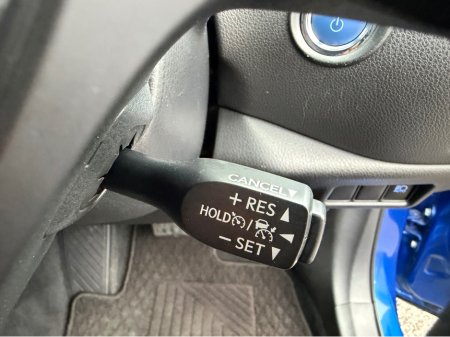 CANCEL▼
+ RES ▲
HOLD /
− SET ▼